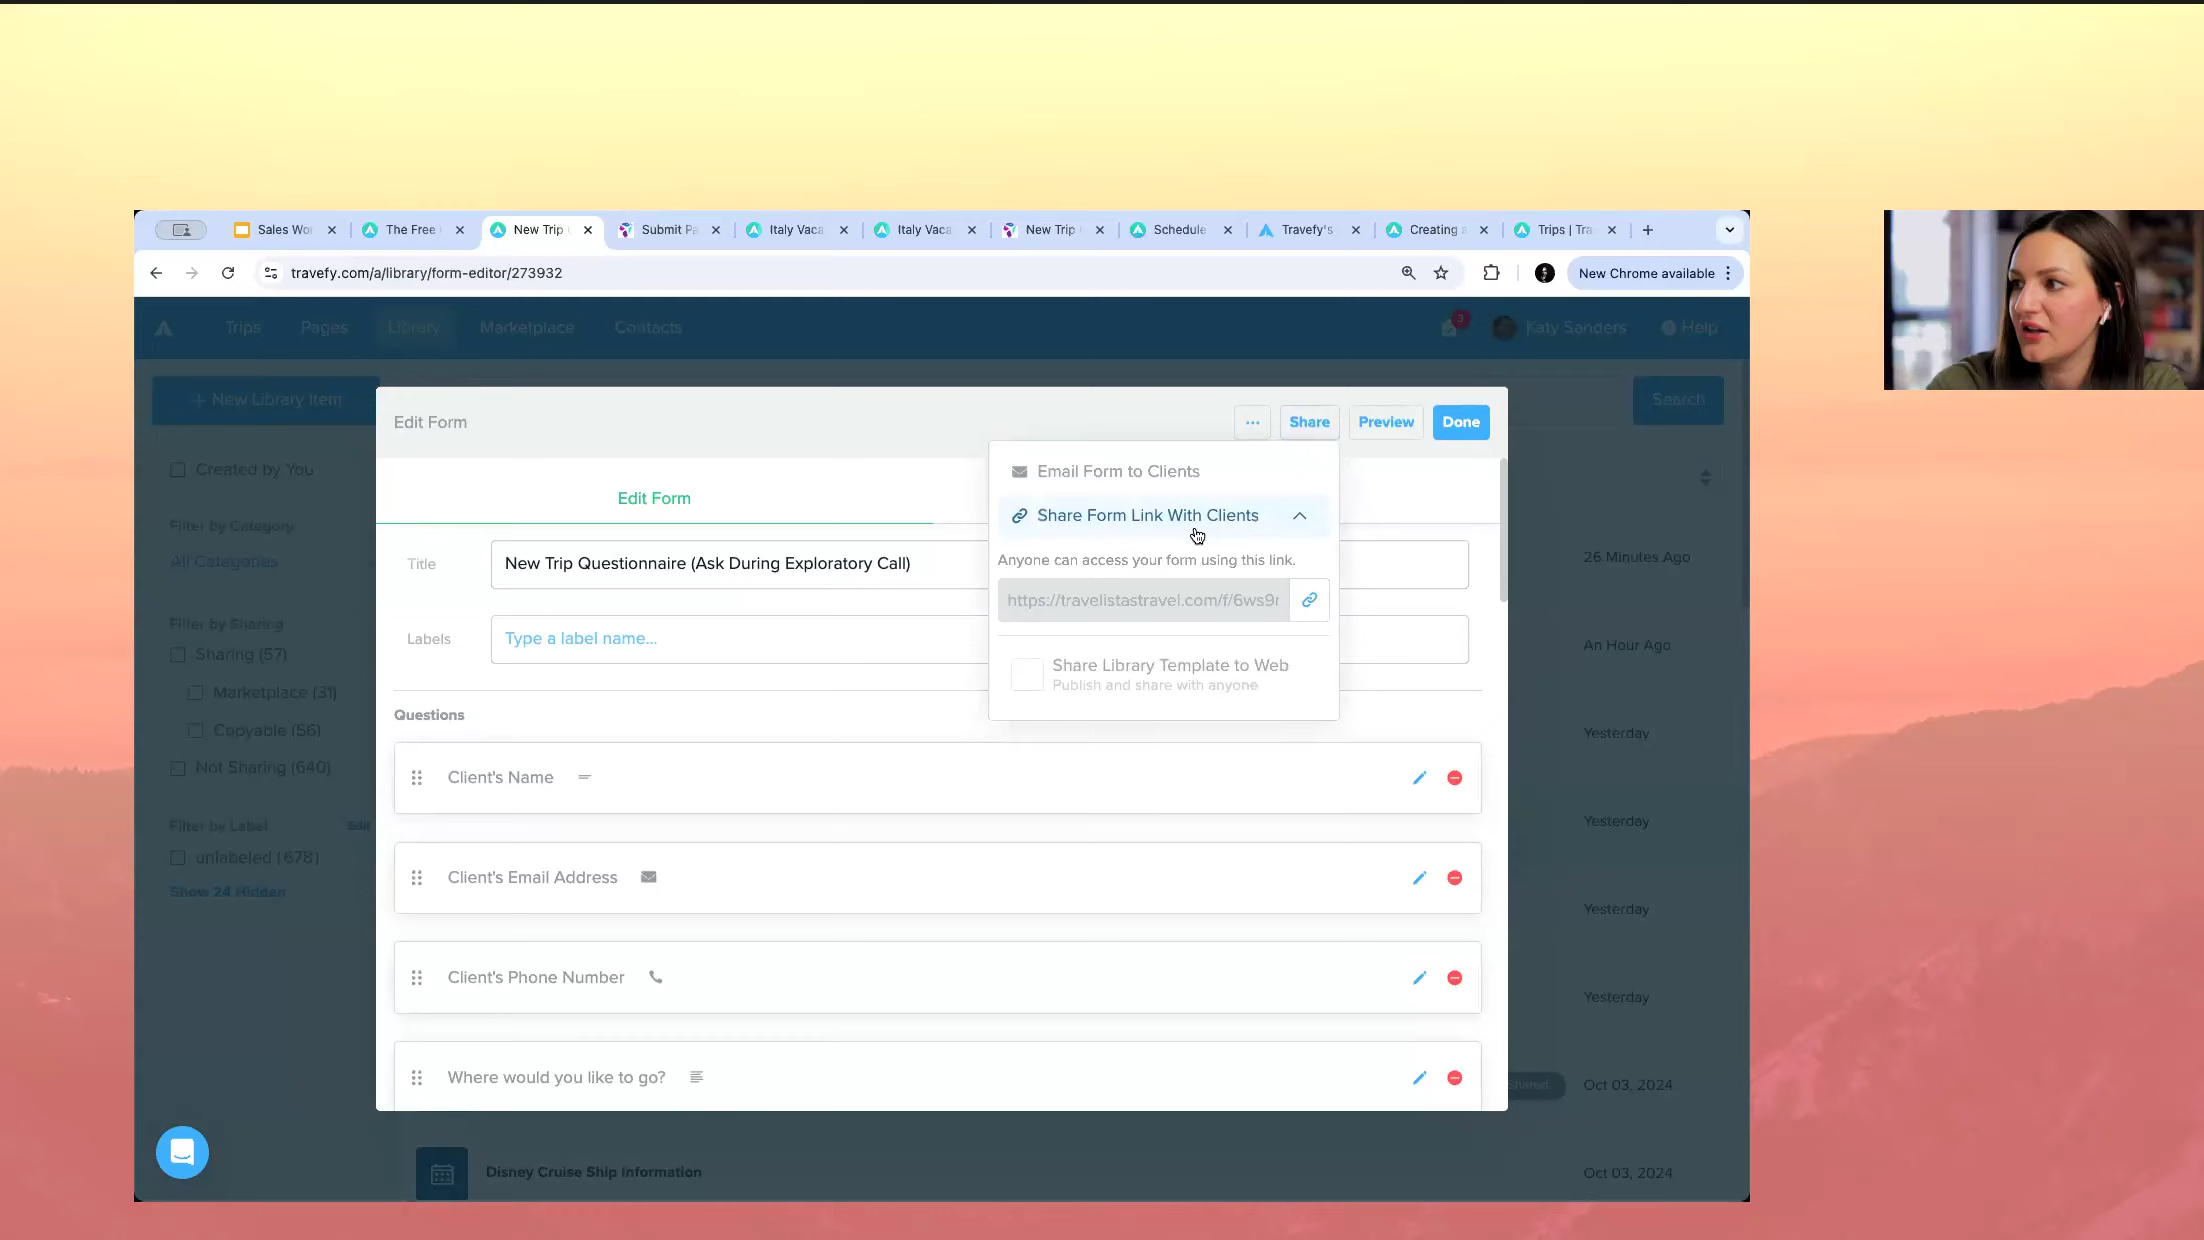 Sales Wor
The Free
New Trip
Submit Pa
Italy Vaca
Italy Vaca
New Trip
Schedule
Travefy's
Creating a
Trips | Tra
travefy.com/a/library/form-editor/273932
New Chrome available
Trips
Pages
Library
Marketplace
Contacts
3
Katy Sanders
Help
+ New Library Item
Search
Created by You
Filter by Category
All Categories
Filter by Sharing
Sharing (57)
Marketplace (31)
Copyable (56)
Not Sharing (640)
Filter by Label
Edit
unlabeled (678)
Show 24 Hidden
Edit Form
...
Share
Preview
Done
Edit Form
Email Form to Clients
Share Form Link With Clients
Anyone can access your form using this link.
https://travelistastravel.com/f/6ws9r
Share Library Template to Web
Publish and share with anyone
Title
New Trip Questionnaire (Ask During Exploratory Call)
Labels
Type a label name...
Questions
Client's Name
Client's Email Address
Client's Phone Number
Where would you like to go?
26 Minutes Ago
An Hour Ago
Yesterday
Yesterday
Yesterday
Yesterday
Shared
Oct 03, 2024
Disney Cruise Ship Information
Oct 03, 2024